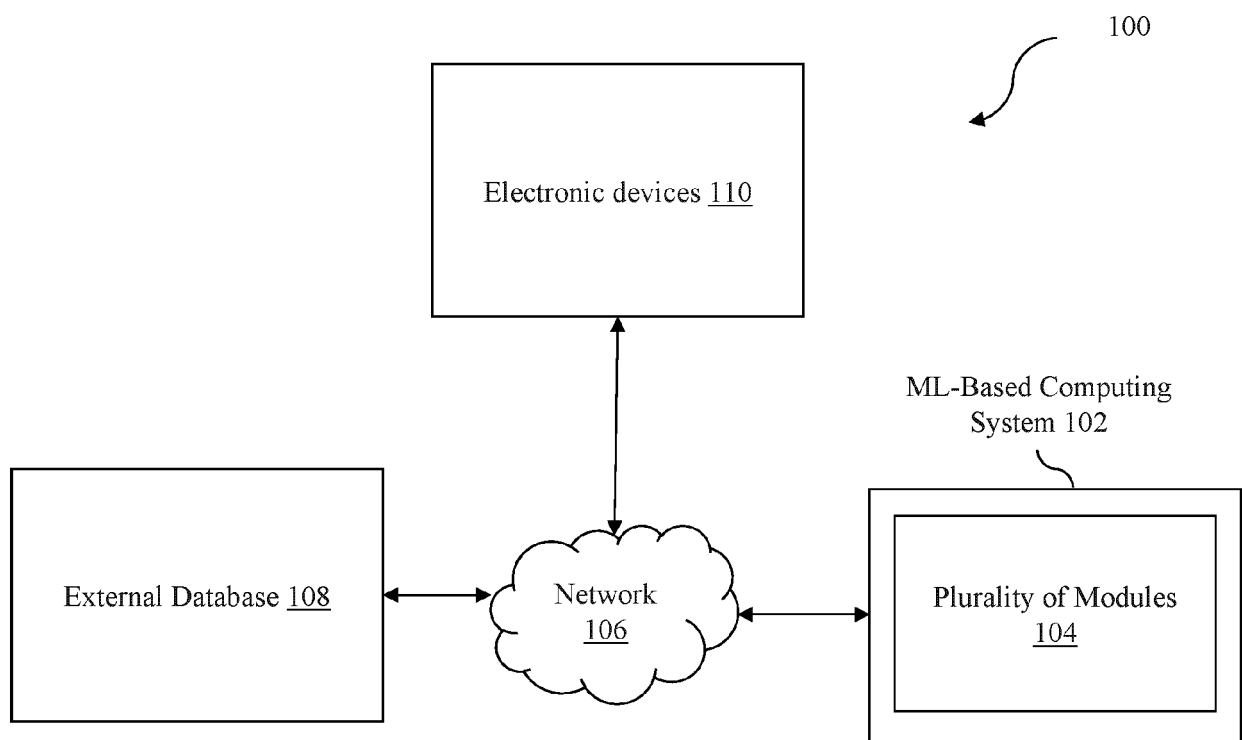 100
Electronic devices 110
ML-Based Computing
System 102
External Database 108
Network
106
Plurality of Modules
104